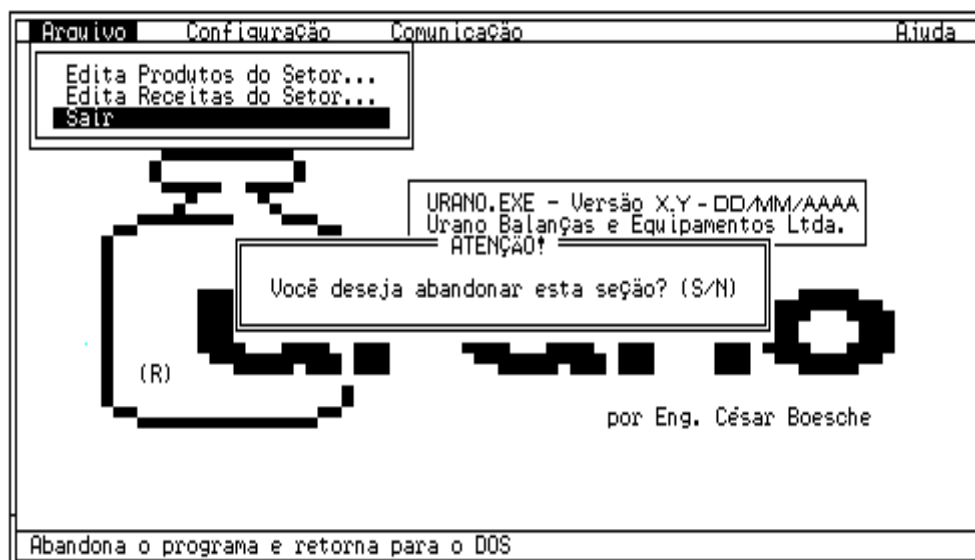 Arquivo Configuração Comunicação Ajuda
Edita Produtos do Setor...
Edita Receitas do Setor...
Sair
URANO.EXE - Versão X.Y - DD/MM/AAAA
Urano Balanças e Equipamentos Ltda.
ATENÇÃO!
Você deseja abandonar esta seção? (S/N)
(R)
por Eng. César Boesche
Abandona o programa e retorna para o DOS